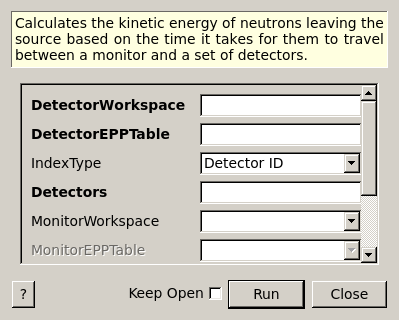 Calculates the kinetic energy of neutrons leaving the
source based on the time it takes for them to travel
between a monitor and a set of detectors.
DetectorWorkspace
DetectorEPPTable
IndexType Detector ID
Detectors
MonitorWorkspace
MonitorEPPTable
? Keep Open Run Close